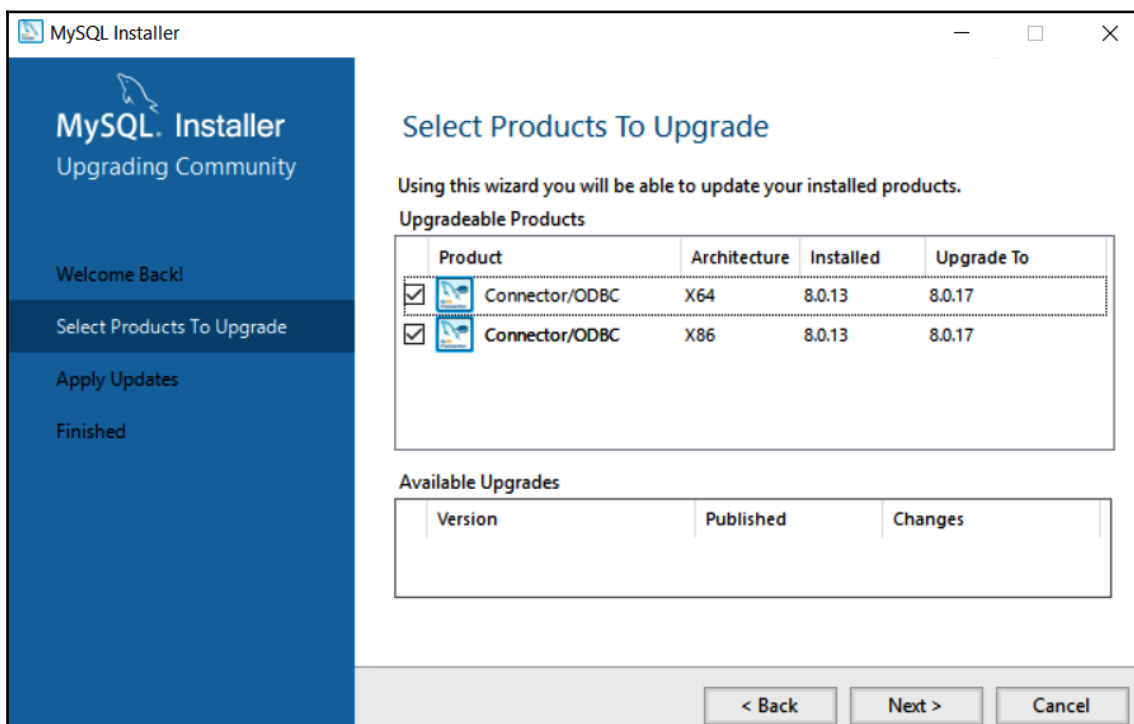 MySQL Installer
MySQL. Installer
Upgrading Community
Welcome Back!
Select Products To Upgrade
Apply Updates
Finished
Select Products To Upgrade
Using this wizard you will be able to update your installed products.
Upgradeable Products
Product Architecture Installed Upgrade To
Connector/ODBC X64 8.0.13 8.0.17
Connector/ODBC X86 8.0.13 8.0.17
Available Upgrades
Version Published Changes
< Back Next > Cancel